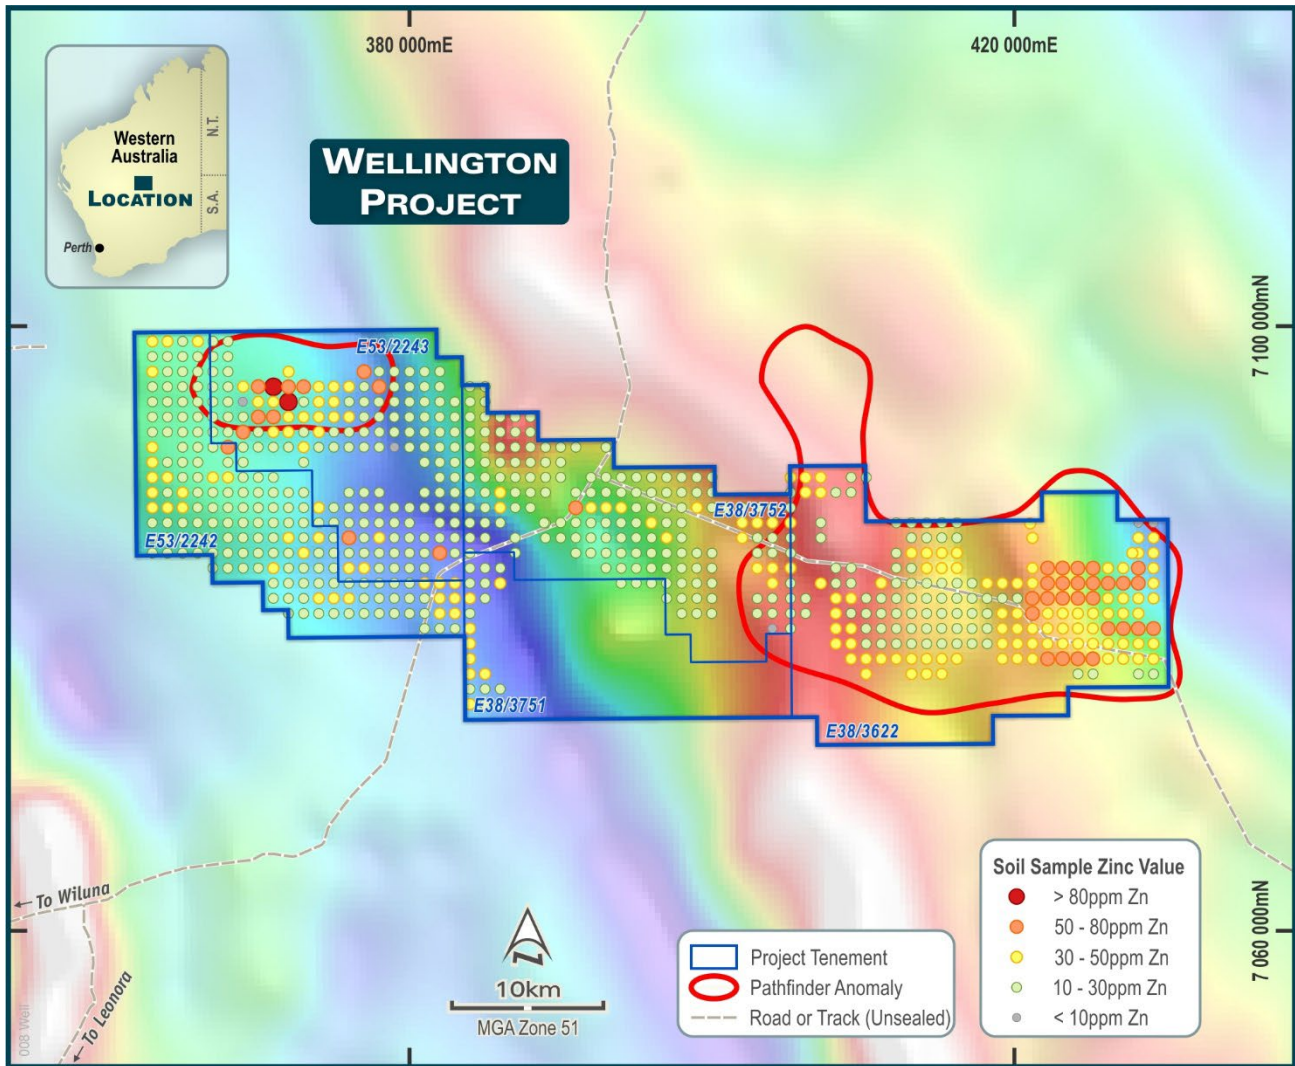 380 000mE
420 000mE
Western
Australia
LOCATION
N.T.
S.A.
Perth
WELLINGTON
PROJECT
7 100 000mN
E53/2243
E38/3752
E53/2242
E38/3751
E38/3622
7 060 000mN
To Wiluna
To Leonora
008 Well
N
10km
MGA Zone 51
Project Tenement
Pathfinder Anomaly
Road or Track (Unsealed)
Soil Sample Zinc Value
> 80ppm Zn
50 - 80ppm Zn
30 - 50ppm Zn
10 - 30ppm Zn
< 10ppm Zn